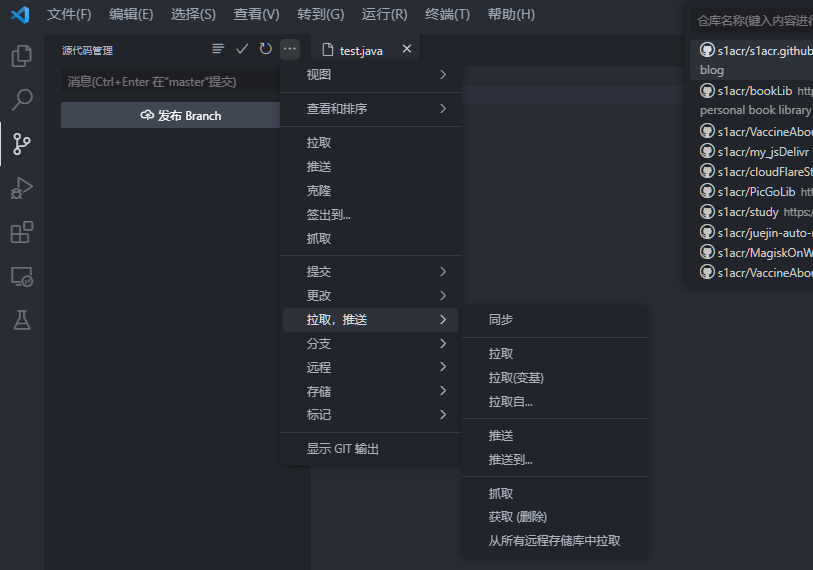 文件(F) 编辑(E) 选择(S) 查看(V) 转到(G) 运行(R) 终端(T) 帮助(H)
源代码管理
test.java
消息(Ctrl+Enter 在"master"提交)
发布 Branch
视图
查看和排序
拉取
推送
克隆
签出到...
抓取
提交
更改
拉取，推送
分支
远程
存储
标记
显示 GIT 输出
同步
拉取
拉取(变基)
拉取自...
推送
推送到...
抓取
获取 (删除)
从所有远程存储库中拉取
仓库名称(键入内容进行
s1acr/s1acr.github
blog
s1acr/bookLib
personal book library
s1acr/VaccineAbou
s1acr/my_jsDelivr
s1acr/cloudFlareSt
s1acr/PicGoLib
s1acr/study https:/
s1acr/juejin-auto-
s1acr/MagiskOnW
s1acr/VaccineAbou